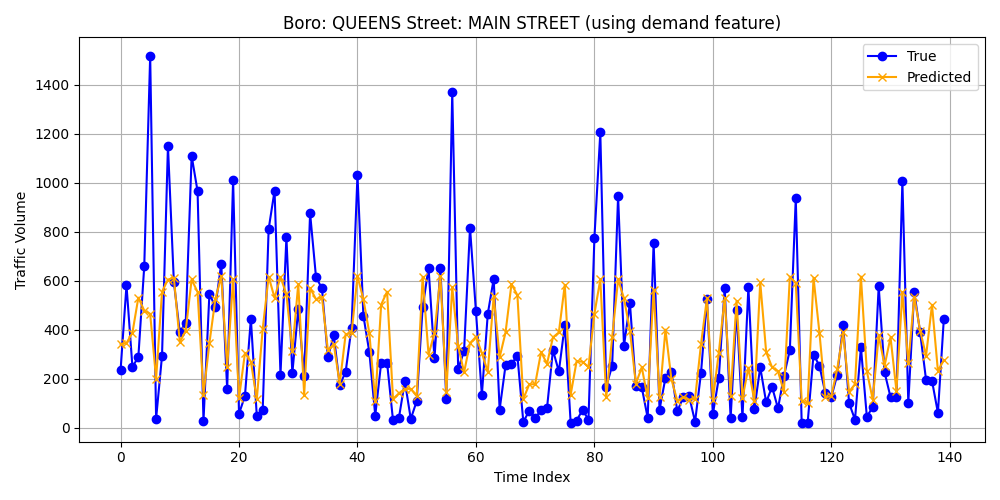 Boro: QUEENS Street: MAIN STREET (using demand feature)
True
Predicted
Traffic Volume
1400
1200
1000
800
600
400
200
0
0 20 40 60 80 100 120 140
Time Index